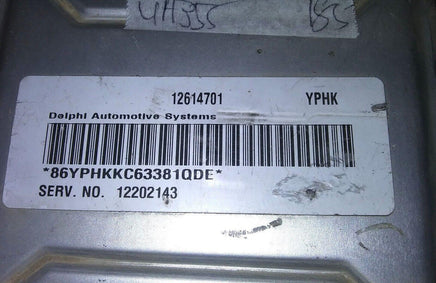 12614701 YPHK
Delphi Automotive Systems
*86YPHKKC63381QDE*
SERV. NO. 12202143